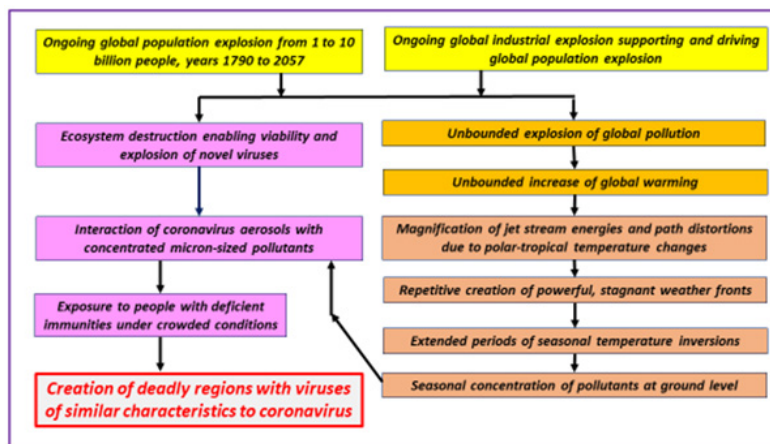 Ongoing global population explosion from 1 to 10
billion people, years 1790 to 2057
Ongoing global industrial explosion supporting and driving
global population explosion
Ecosystem destruction enabling viability and
explosion of novel viruses
Unbounded explosion of global pollution
Unbounded increase of global warming
Interaction of coronavirus aerosols with
concentrated micron-sized pollutants
Magnification of jet stream energies and path distortions
due to polar-tropical temperature changes
Repetitive creation of powerful, stagnant weather fronts
Exposure to people with deficient
immunities under crowded conditions
Extended periods of seasonal temperature inversions
Creation of deadly regions with viruses
of similar characteristics to coronavirus
Seasonal concentration of pollutants at ground level